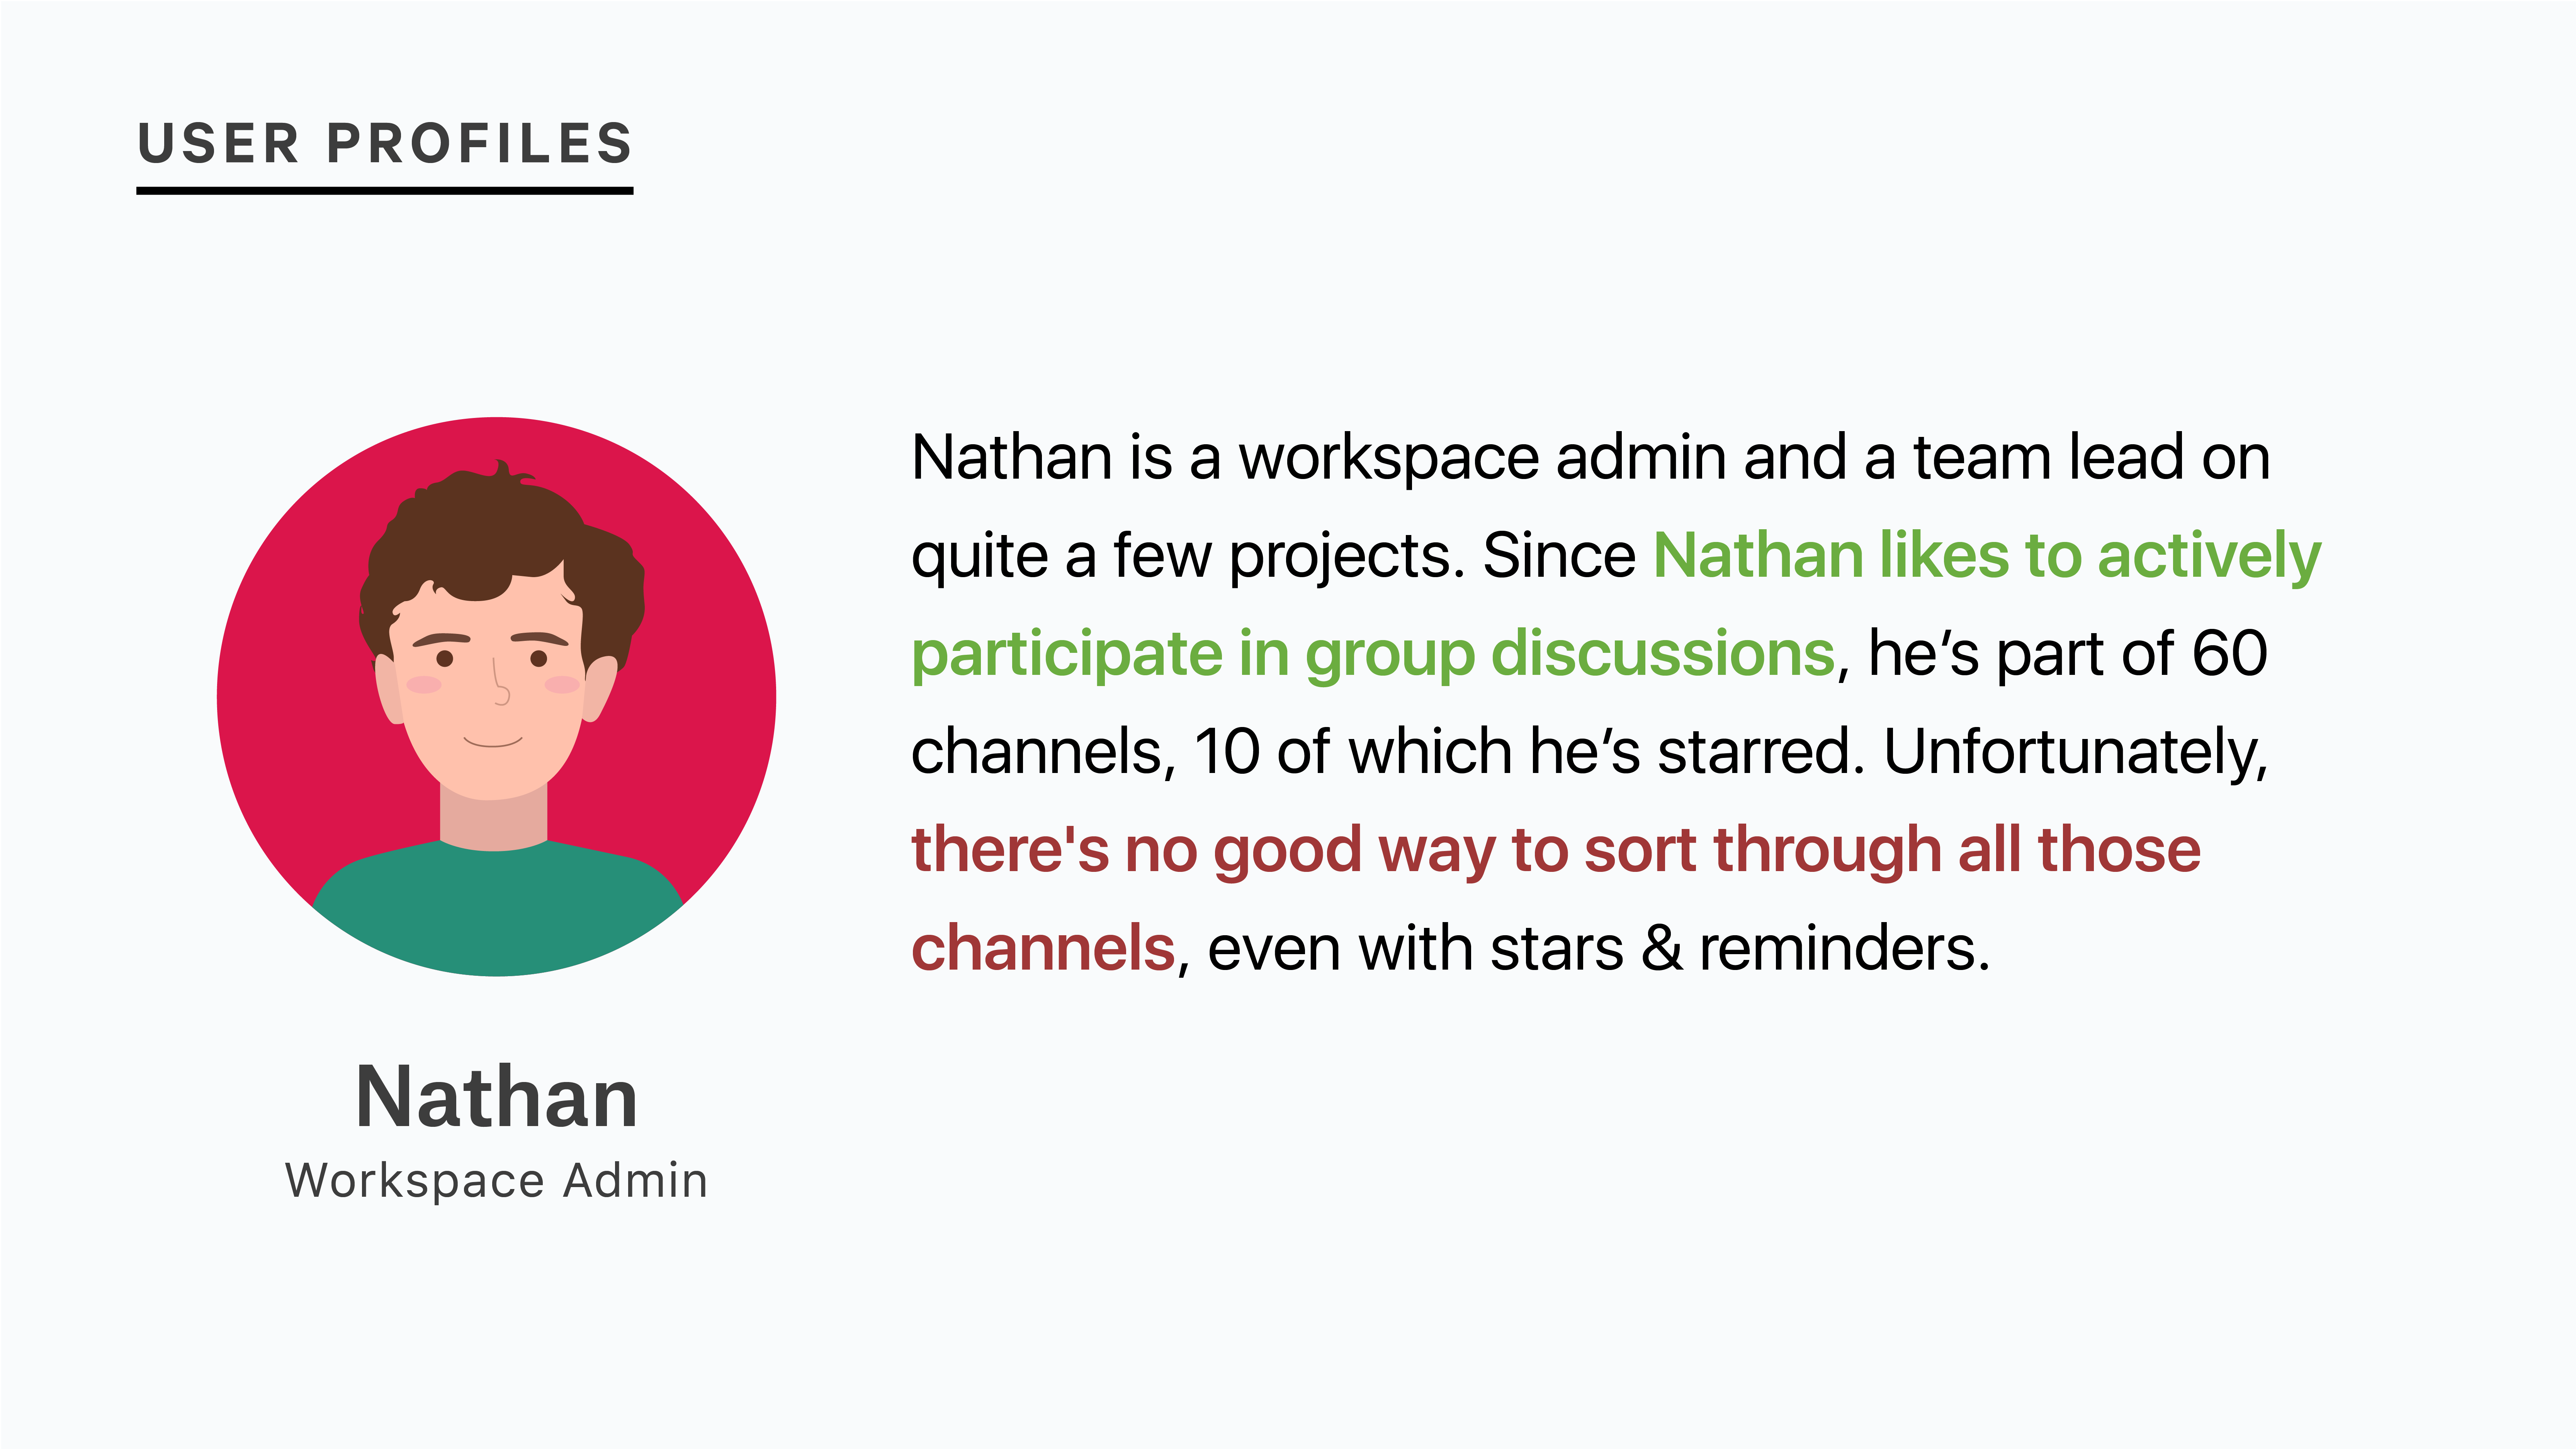 USER PROFILES
Nathan is a workspace admin and a team lead on
quite a few projects. Since Nathan likes to actively
participate in group discussions, he’s part of 60
channels, 10 of which he’s starred. Unfortunately,
there's no good way to sort through all those
channels, even with stars & reminders.
Nathan
Workspace Admin